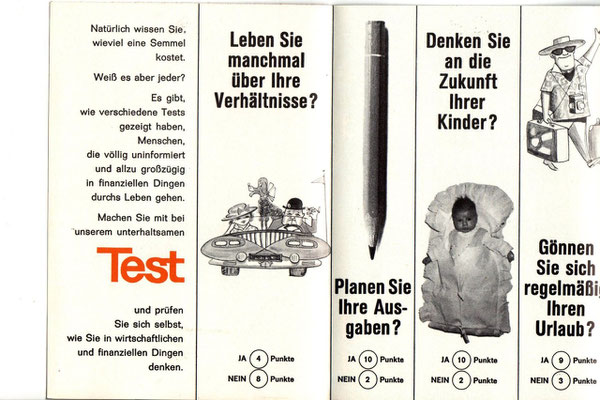 Natürlich wissen Sie,
wieviel eine Semmel
kostet.
Weiß es aber jeder?
Es gibt,
wie verschiedene Tests
gezeigt haben,
Menschen,
die völlig uninformiert
und allzu großzügig
in finanziellen Dingen
durchs Leben gehen.
Machen Sie mit bei
unserem unterhaltsamen
Test
und prüfen
Sie sich selbst,
wie Sie in wirtschaftlichen
und finanziellen Dingen
denken.
Leben Sie
manchmal
über Ihre
Verhältnisse?
JA 4 Punkte
NEIN 8 Punkte
Planen Sie
Ihre Aus-
gaben?
JA 10 Punkte
NEIN 2 Punkte
Denken Sie
an die
Zukunft
Ihrer
Kinder?
JA 10 Punkte
NEIN 2 Punkte
Gönnen
Sie sich
regelmäßig
Ihren
Urlaub?
JA 9 Punkte
NEIN 3 Punkte